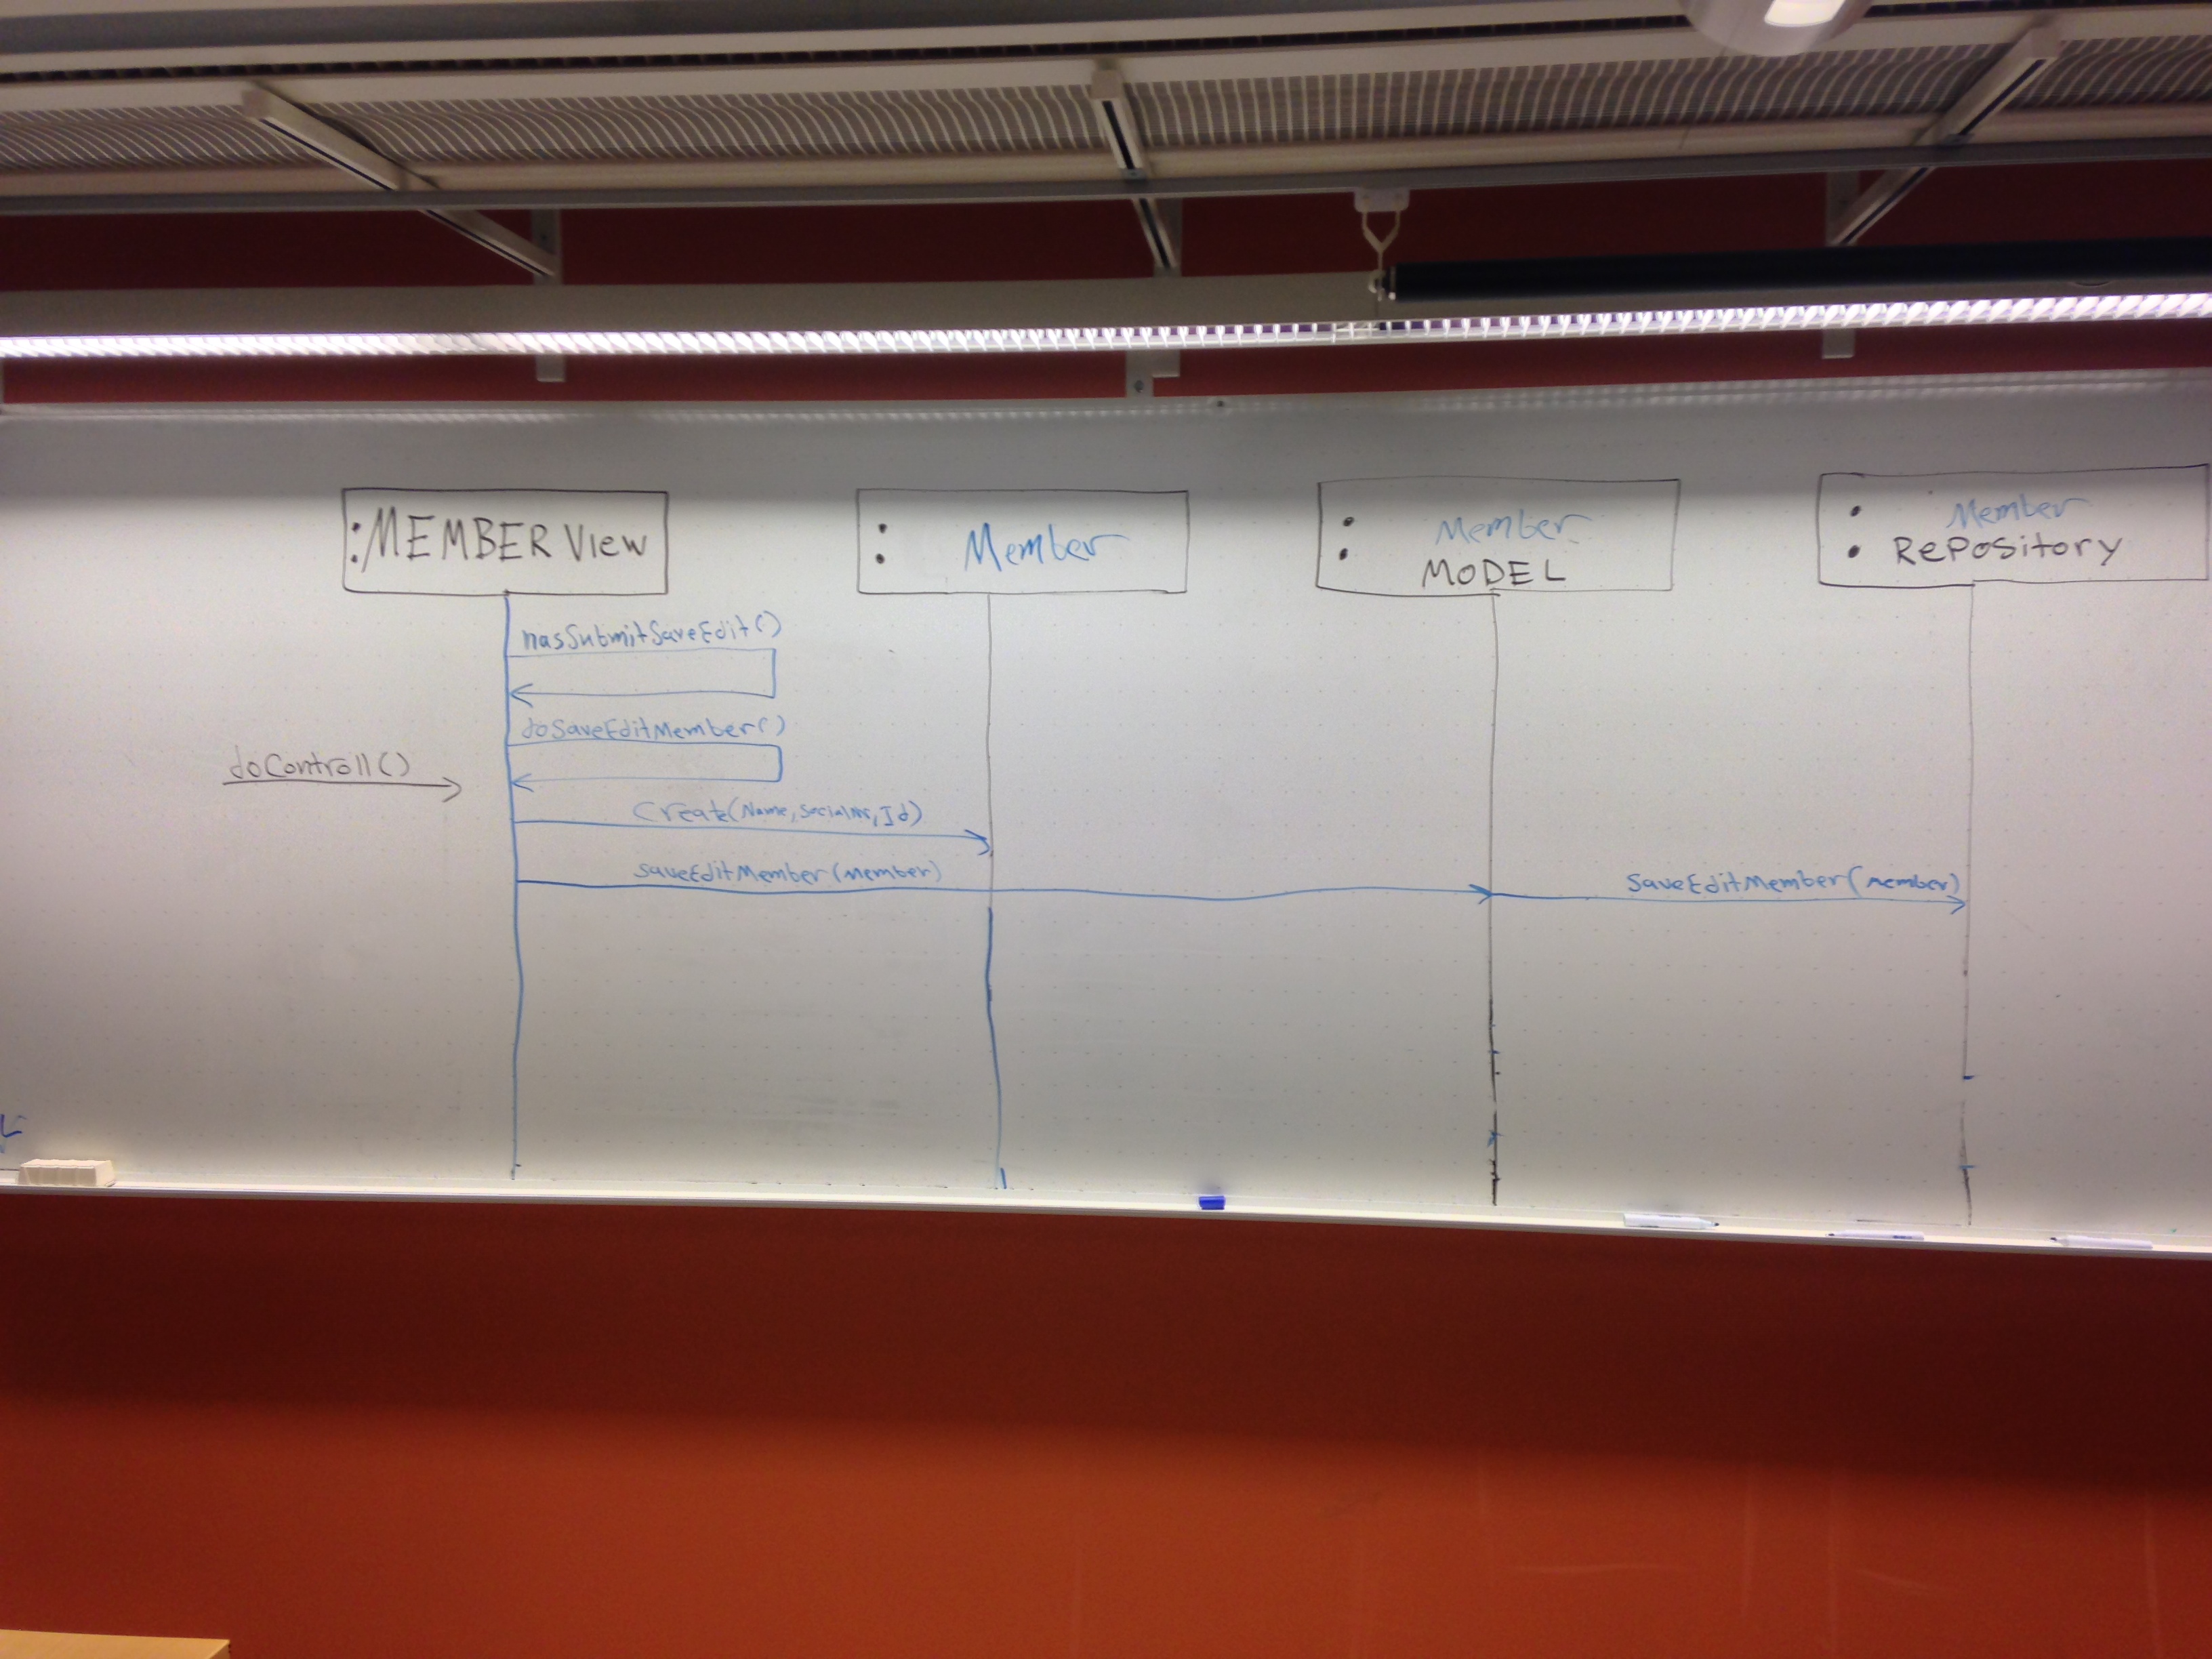 :MEMBER View
: Member
: Member
MODEL
: Member
RePository
hasSubmitSaveEdit()
doSaveEditMember()
doControll()
Create(Name, SocialNr, Id)
saveEditMember(member)
SaveEditMember(member)